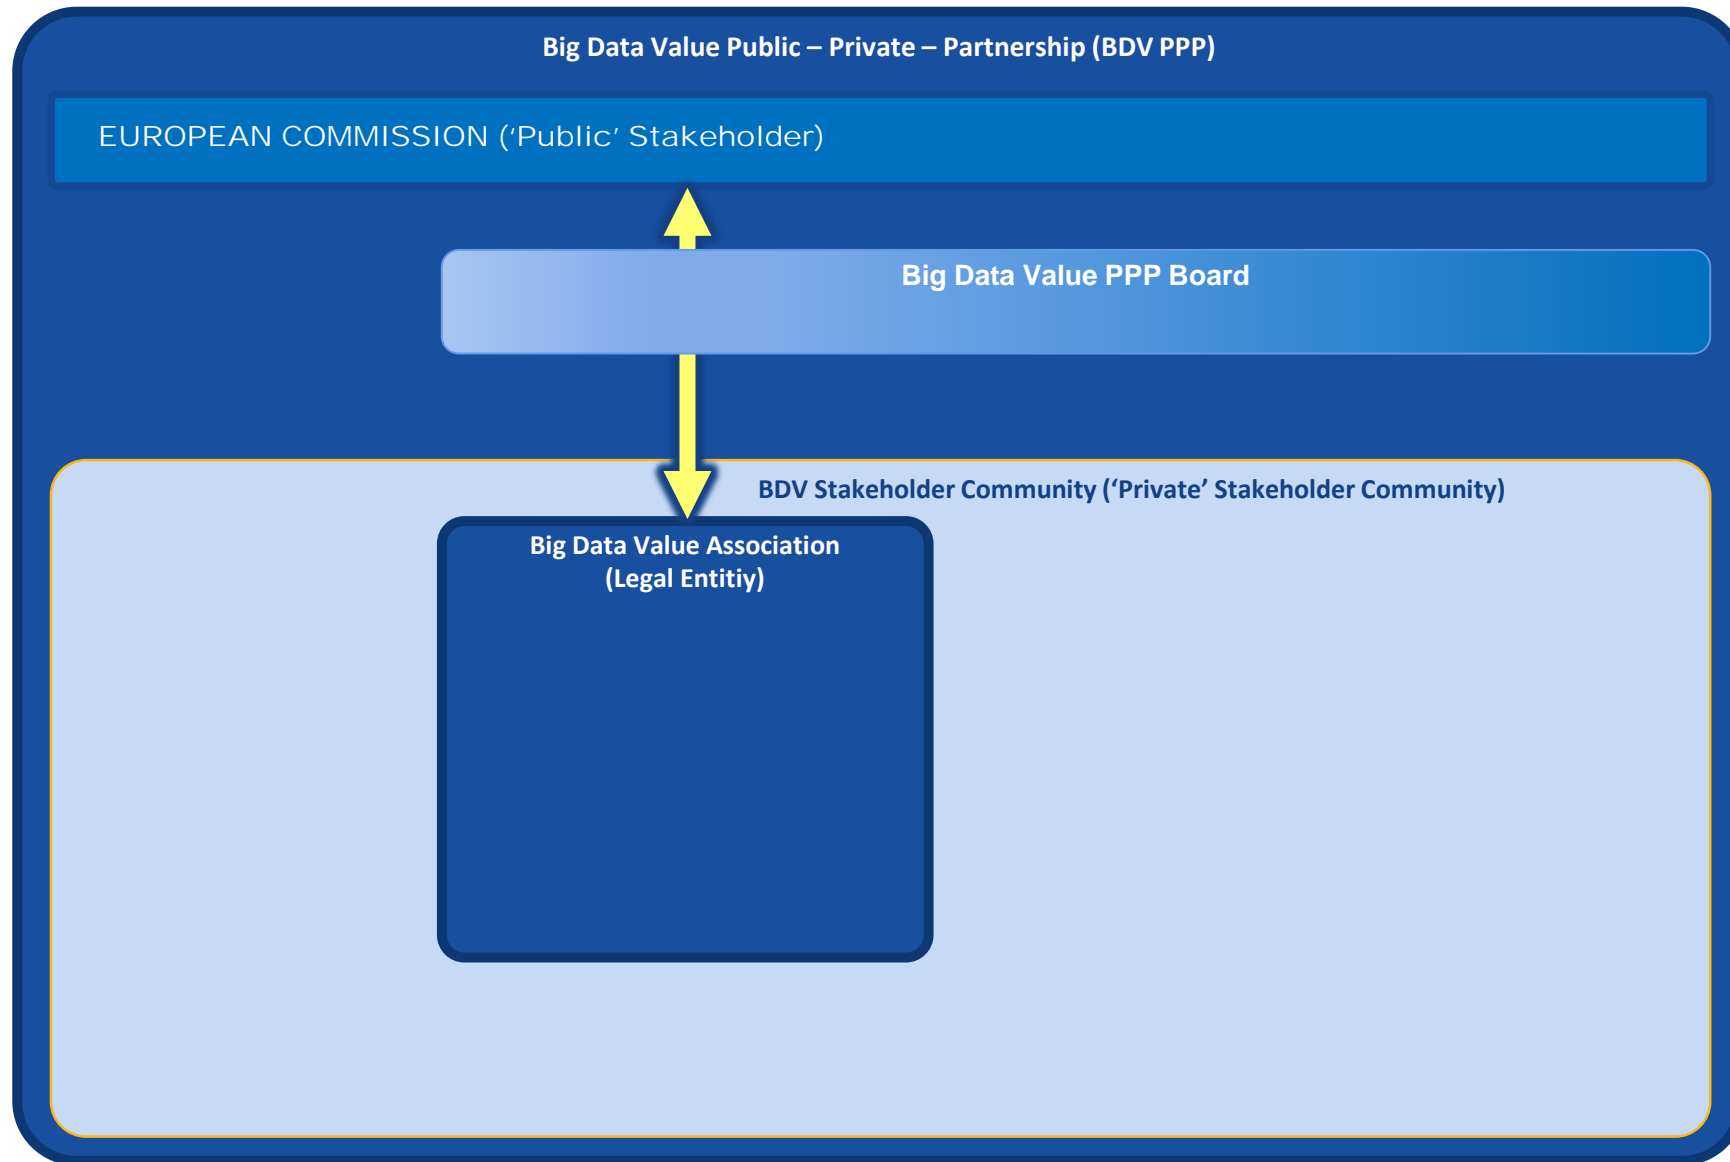 Big Data Value Public – Private – Partnership (BDV PPP)
EUROPEAN COMMISSION (‘Public’ Stakeholder)
Big Data Value PPP Board
BDV Stakeholder Community (‘Private’ Stakeholder Community)
Big Data Value Association
(Legal Entitiy)